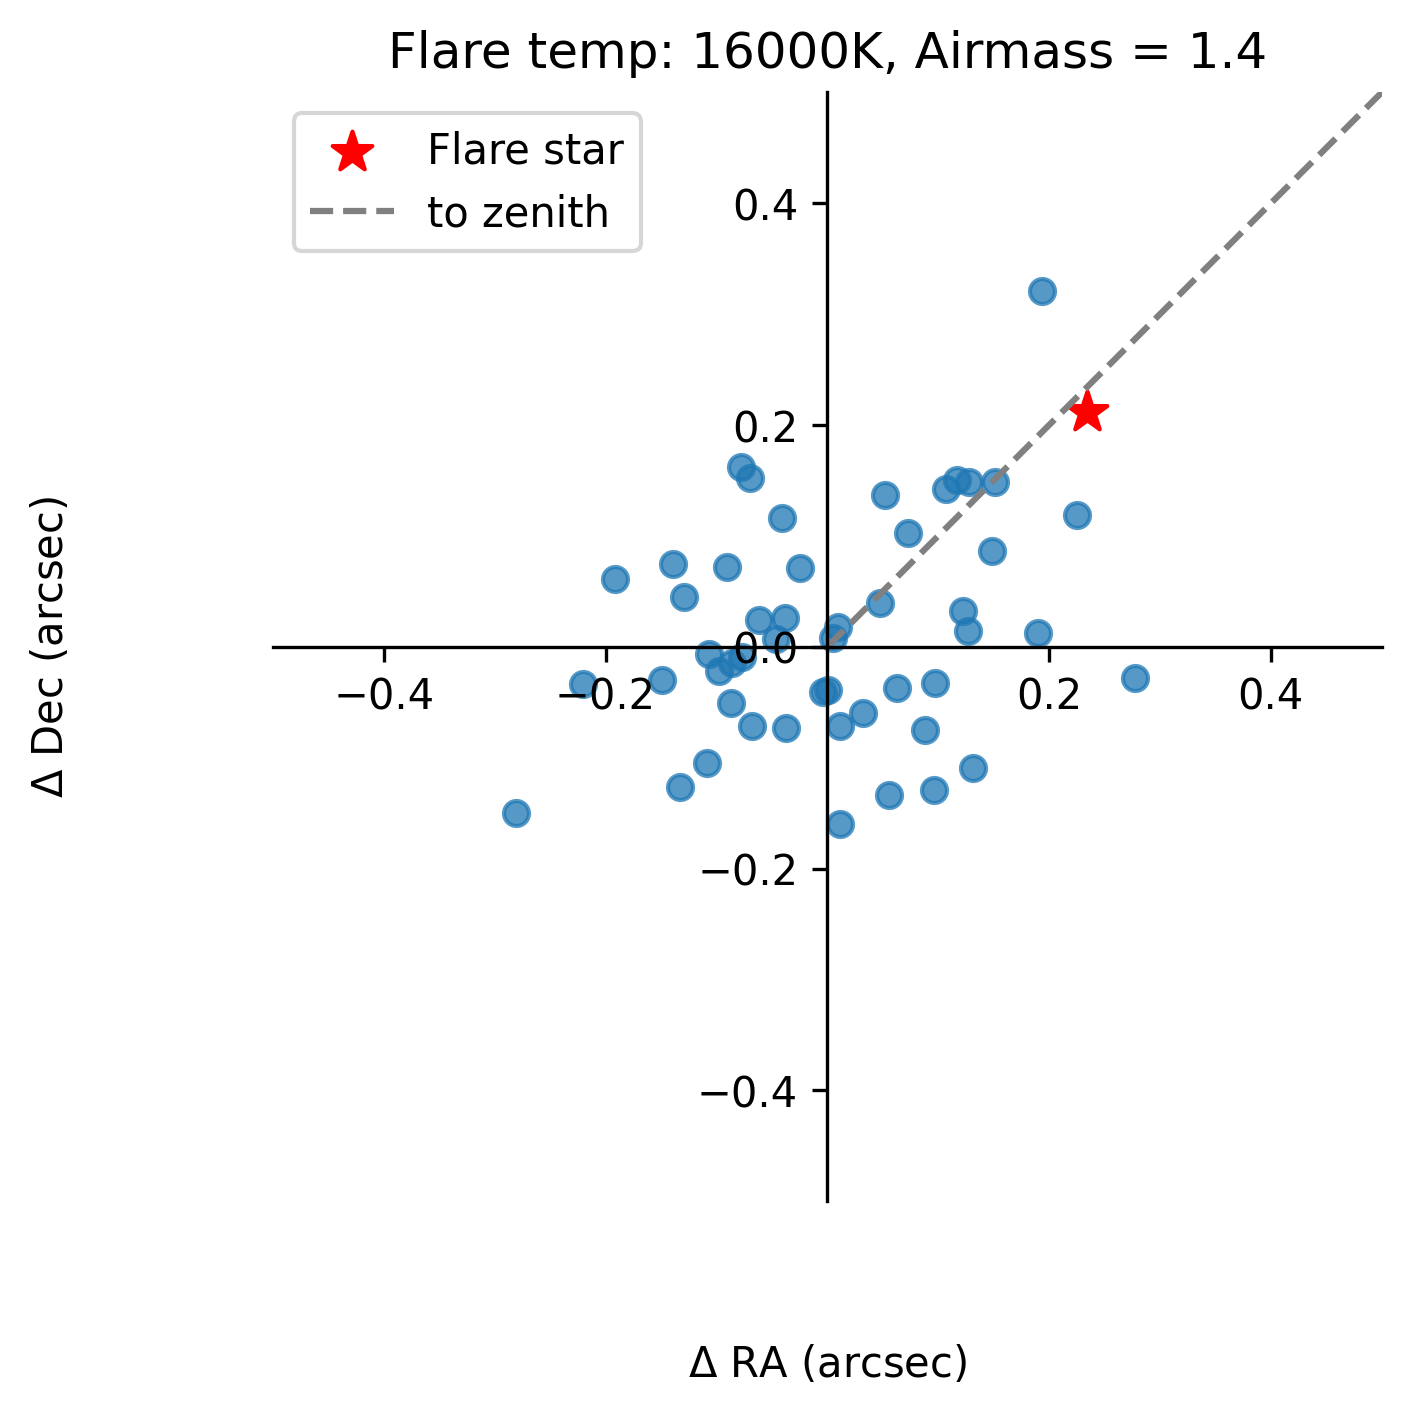 Flare temp: 16000K, Airmass = 1.4
Flare star
to zenith
0.4
0.2
0.0
−0.4
−0.2
0.2
0.4
−0.2
−0.4
Δ Dec (arcsec)
Δ RA (arcsec)